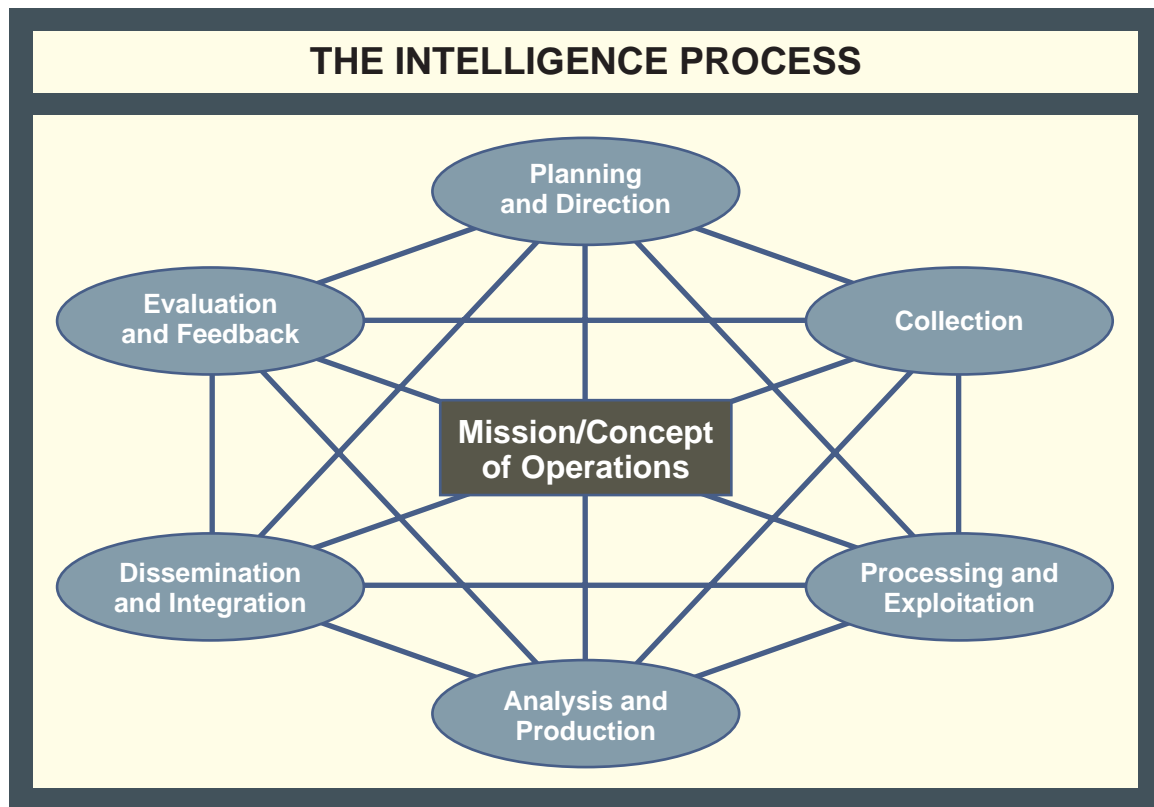 THE INTELLIGENCE PROCESS
Planning
and Direction
Evaluation
and Feedback
Collection
Mission/Concept
of Operations
Dissemination
and Integration
Processing and
Exploitation
Analysis and
Production